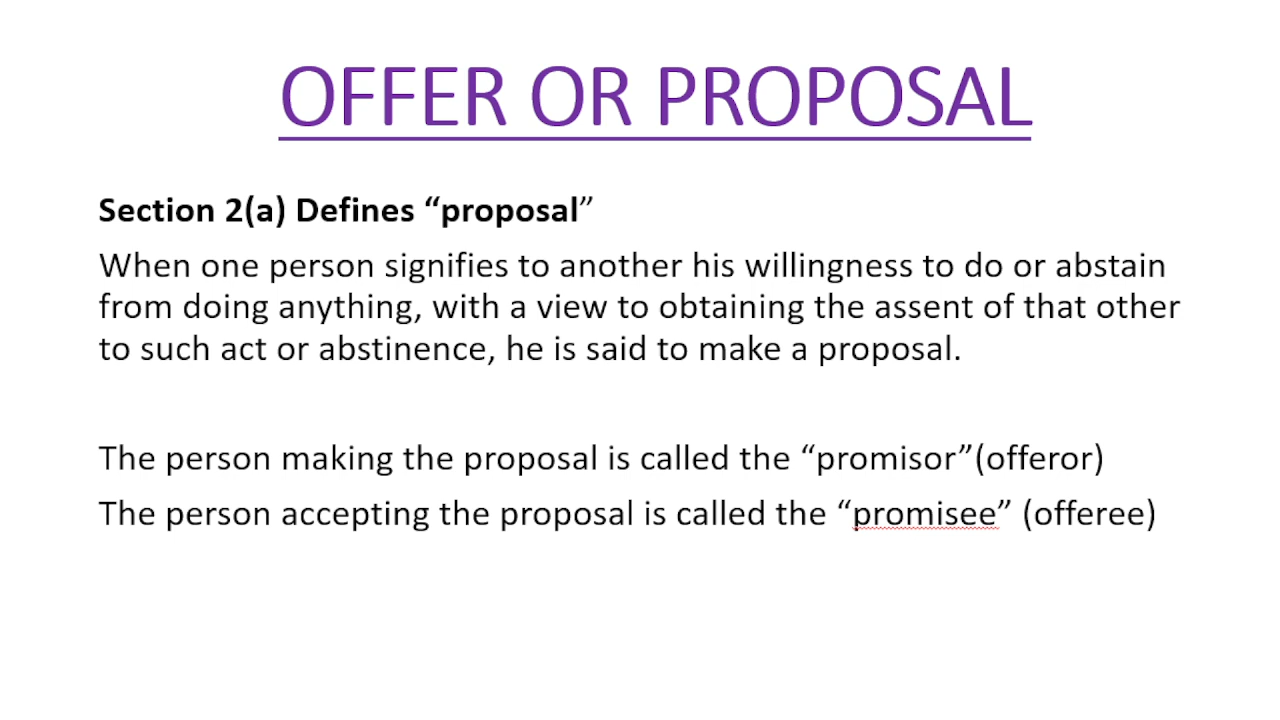 OFFER OR PROPOSAL
Section 2(a) Defines “proposal”
When one person signifies to another his willingness to do or abstain
from doing anything, with a view to obtaining the assent of that other
to such act or abstinence, he is said to make a proposal.
The person making the proposal is called the “promisor”(offeror)
The person accepting the proposal is called the “promisee” (offeree)